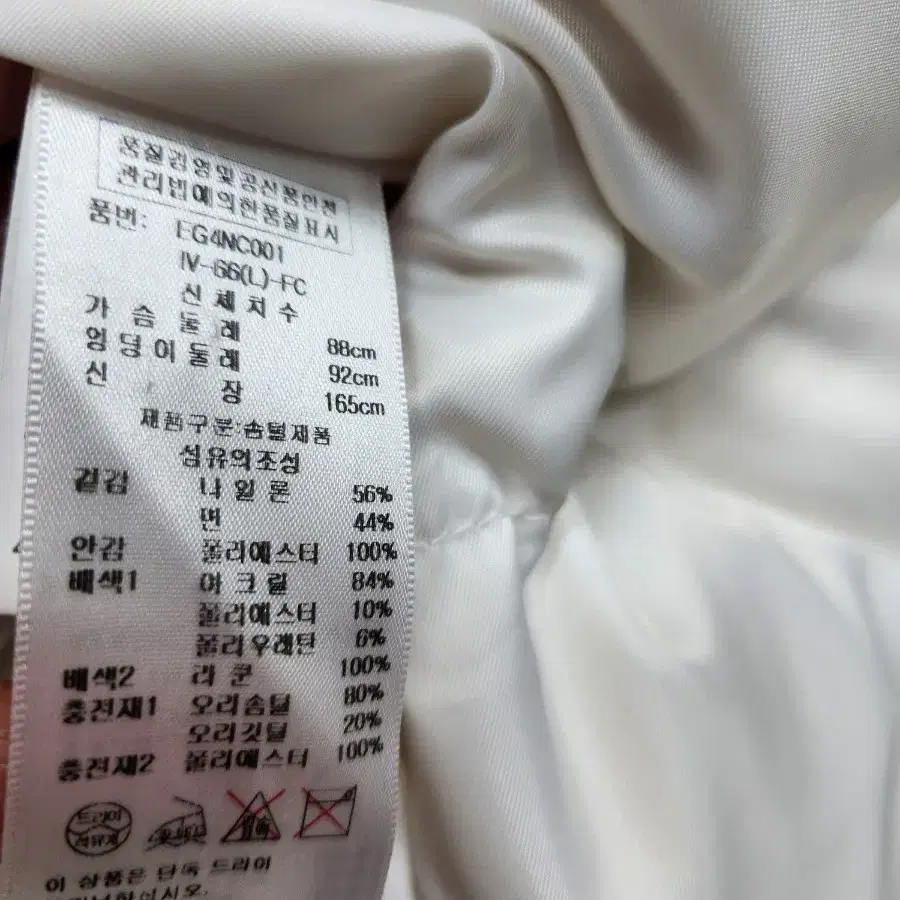 품질경영및공산품안전
관리법에의한품질표시
품번: EG4NC001
IV-66(L)-FC
신체치수
가슴둘레 88cm
엉덩이둘레 92cm
신장 165cm
제품구분:솜털제품
섬유의조성
겉감 나일론 56%
면 44%
안감 폴리에스터 100%
배색1 아크릴 84%
폴리에스터 10%
폴리우레탄 6%
배색2 라쿤 100%
충전재1 오리솜털 80%
오리깃털 20%
충전재2 폴리에스터 100%
드라이
석유계
이 상품은 단독 드라이